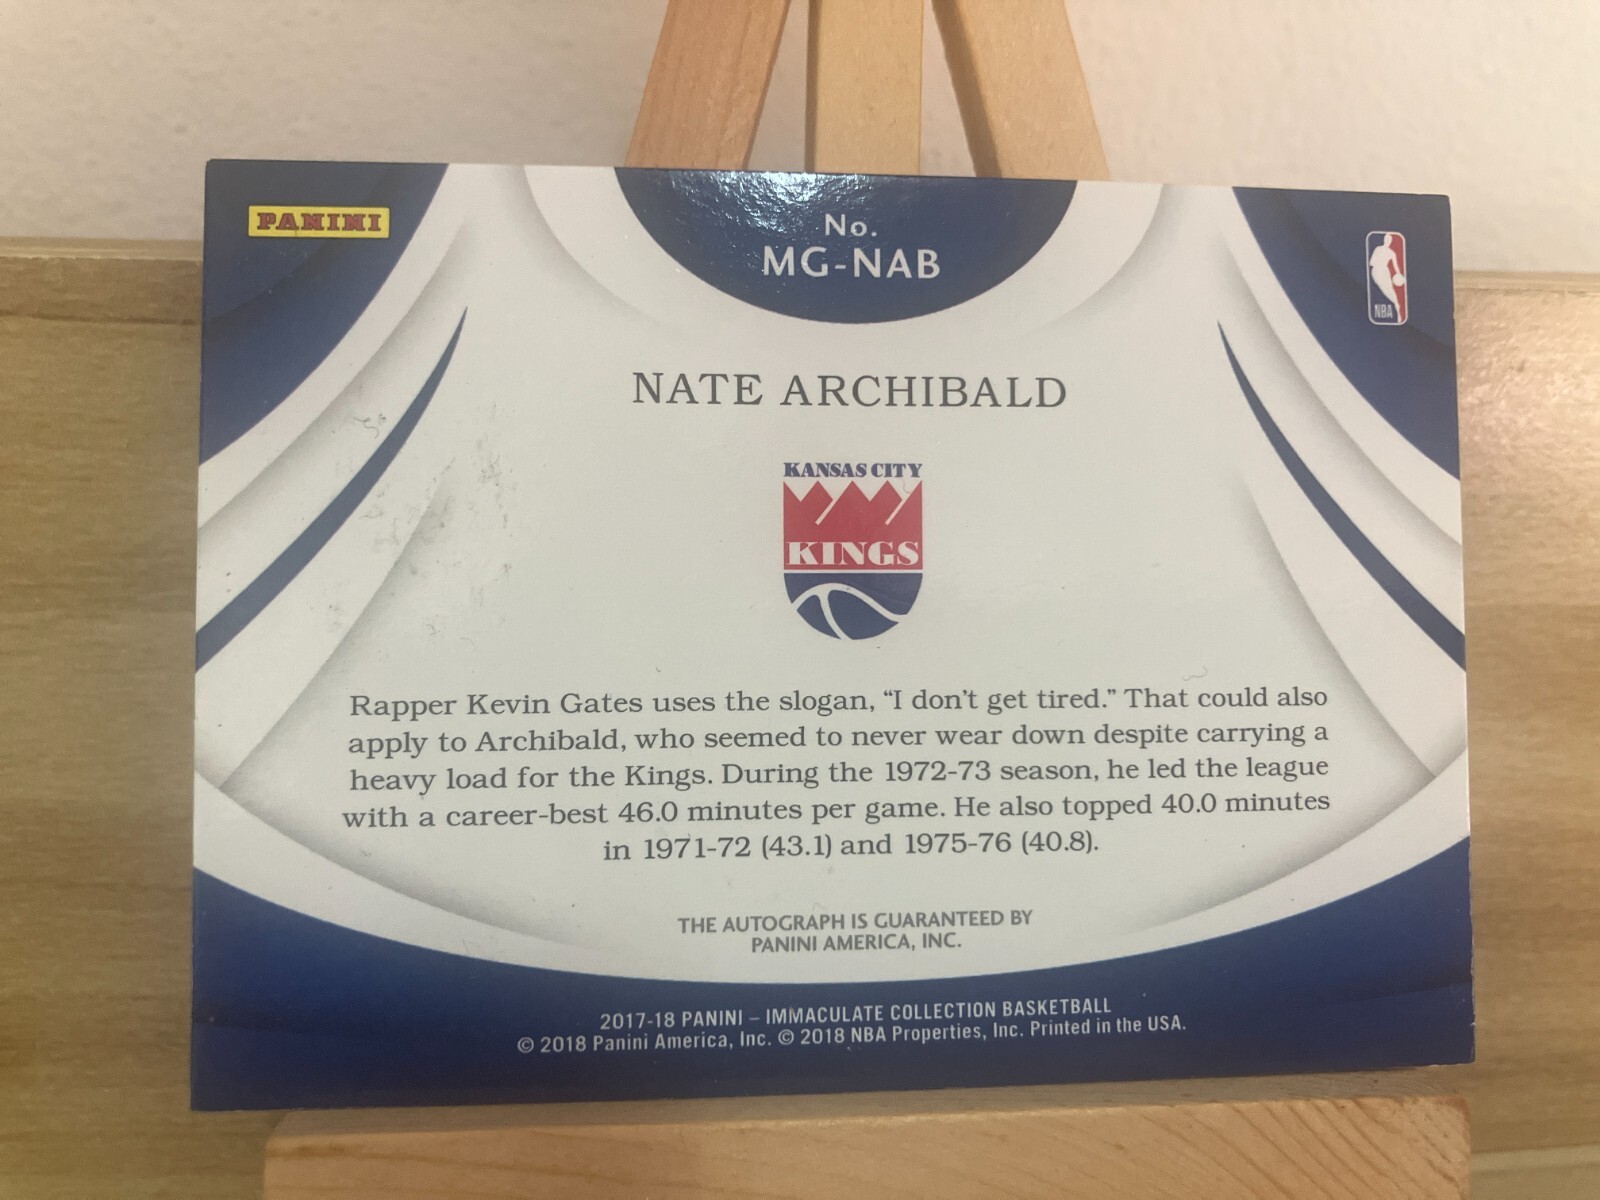 PANINI
No.
MG-NAB
NBA
NATE ARCHIBALD
KANSAS CITY
KINGS
Rapper Kevin Gates uses the slogan, “I don’t get tired.” That could also
apply to Archibald, who seemed to never wear down despite carrying a
heavy load for the Kings. During the 1972-73 season, he led the league
with a career-best 46.0 minutes per game. He also topped 40.0 minutes
in 1971-72 (43.1) and 1975-76 (40.8).
THE AUTOGRAPH IS GUARANTEED BY
PANINI AMERICA, INC.
2017-18 PANINI – IMMACULATE COLLECTION BASKETBALL
© 2018 Panini America, Inc. © 2018 NBA Properties, Inc. Printed in the USA.